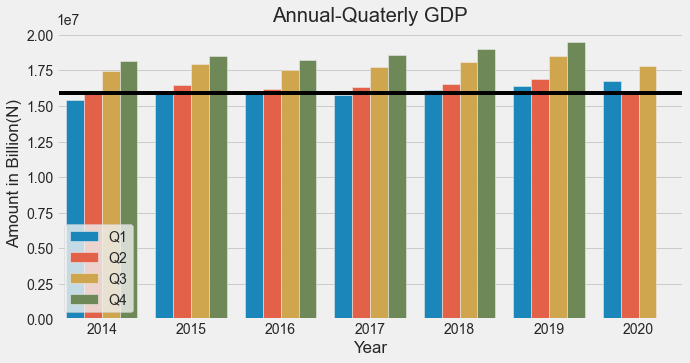 Annual-Quaterly GDP
1e7
2.00
1.75
1.50
1.25
1.00
0.75
0.50
0.25
0.00
Amount in Billion(N)
Q1
Q2
Q3
Q4
2014 2015 2016 2017 2018 2019 2020
Year